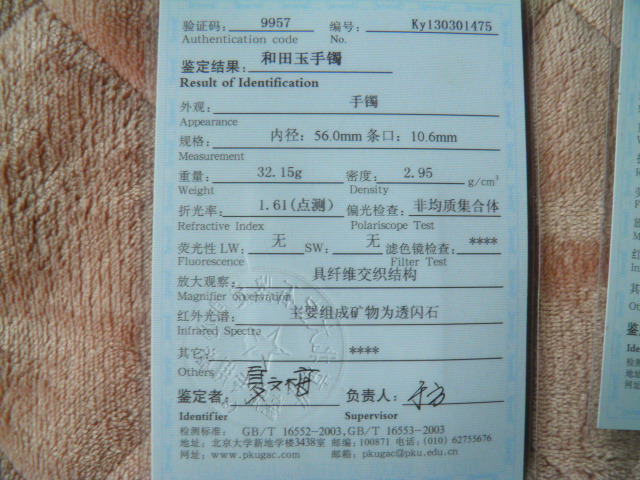 验证码: 9957 编号: Ky130301475
Authentication code No.
鉴定结果: 和田玉手镯
Result of Identification
外观: 手镯
Appearance
规格: 内径: 56.0mm 条口: 10.6mm
Measurement
重量: 32.15g 密度: 2.95 g/cm³
Weight Density
折光率: 1.61(点测) 偏光检查: 非均质集合体
Refractive Index Polariscope Test
荧光性 LW: 无 SW: 无 滤色镜检查: ****
Fluorescence Filter Test
放大观察: 具纤维交织结构
Magnifier observation
红外光谱: 主要组成矿物为透闪石
Infrared Spectra
其它: ****
Others
鉴定者: 夏文梅 负责人:
Identifier Supervisor
检测标准: GB/T 16552-2003,GB/T 16553-2003
地址: 北京大学新地学楼3438室 邮编: 100871 电话: (010) 62755676
网址: www.pkugac.com 邮箱: pkugac@pku.edu.cn